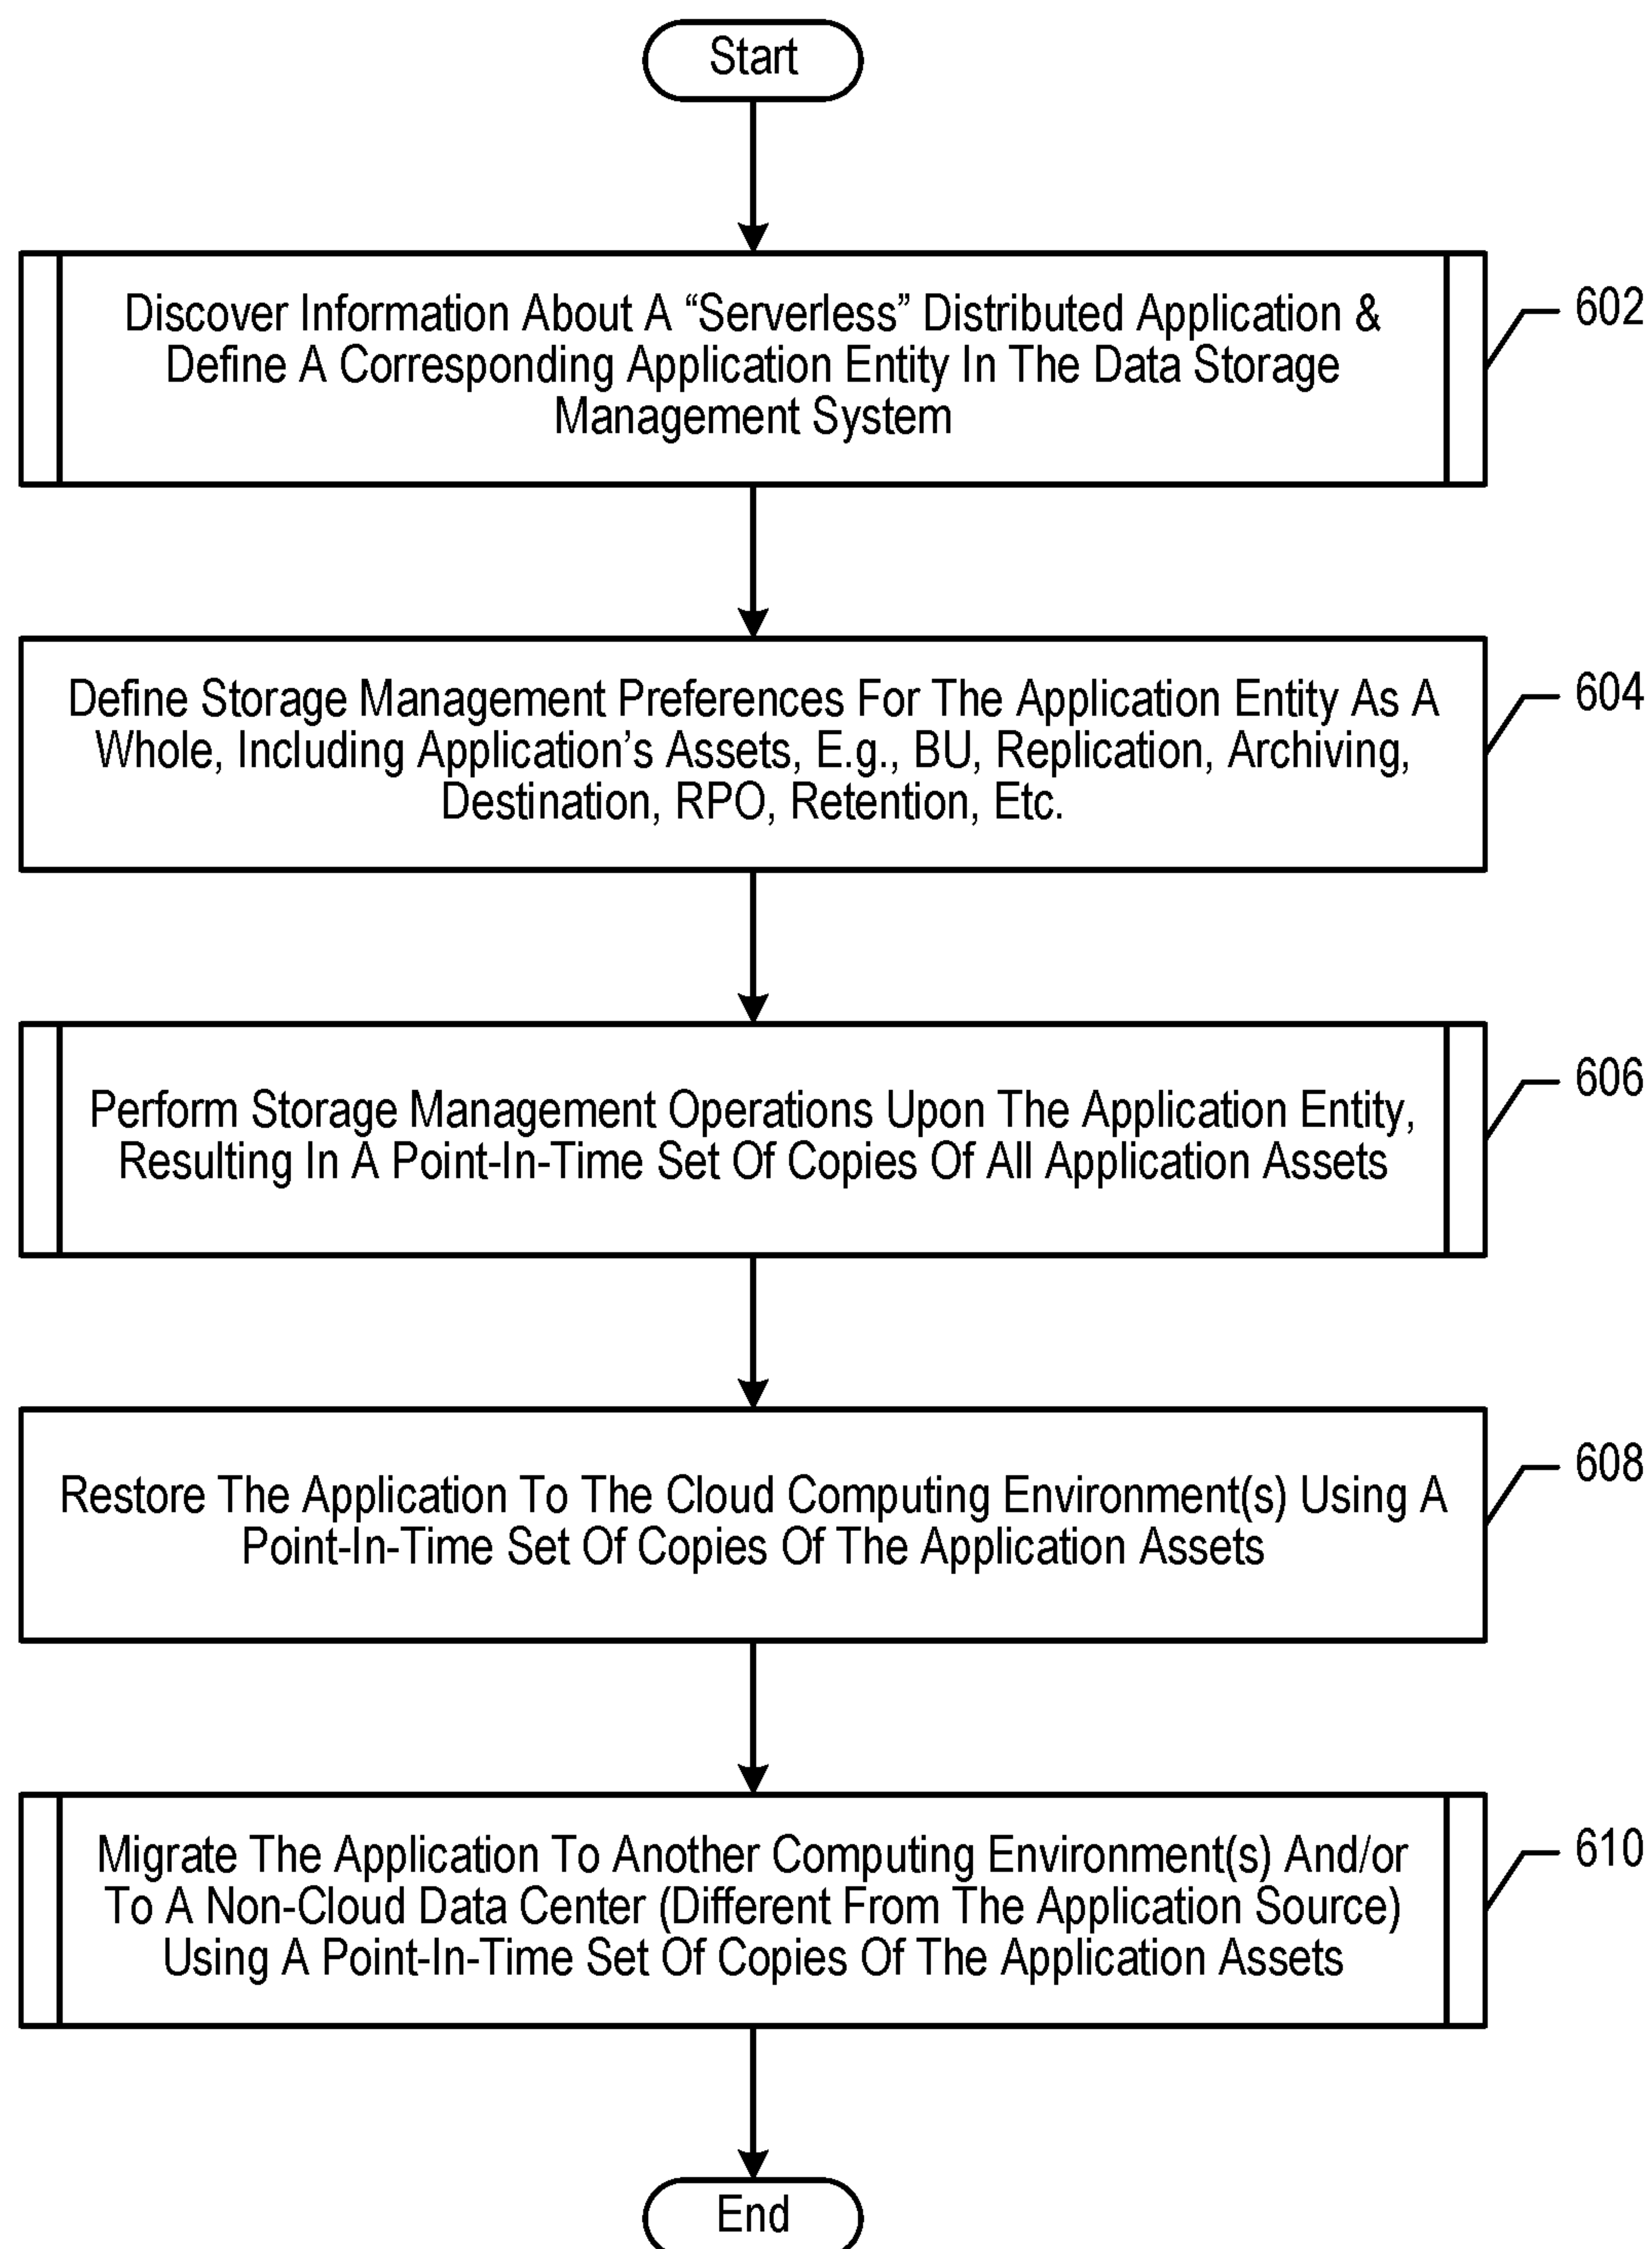 Start
Discover Information About A “Serverless” Distributed Application &
Define A Corresponding Application Entity In The Data Storage
Management System
602
Define Storage Management Preferences For The Application Entity As A
Whole, Including Application’s Assets, E.g., BU, Replication, Archiving,
Destination, RPO, Retention, Etc.
604
Perform Storage Management Operations Upon The Application Entity,
Resulting In A Point-In-Time Set Of Copies Of All Application Assets
606
Restore The Application To The Cloud Computing Environment(s) Using A
Point-In-Time Set Of Copies Of The Application Assets
608
Migrate The Application To Another Computing Environment(s) And/or
To A Non-Cloud Data Center (Different From The Application Source)
Using A Point-In-Time Set Of Copies Of The Application Assets
610
End